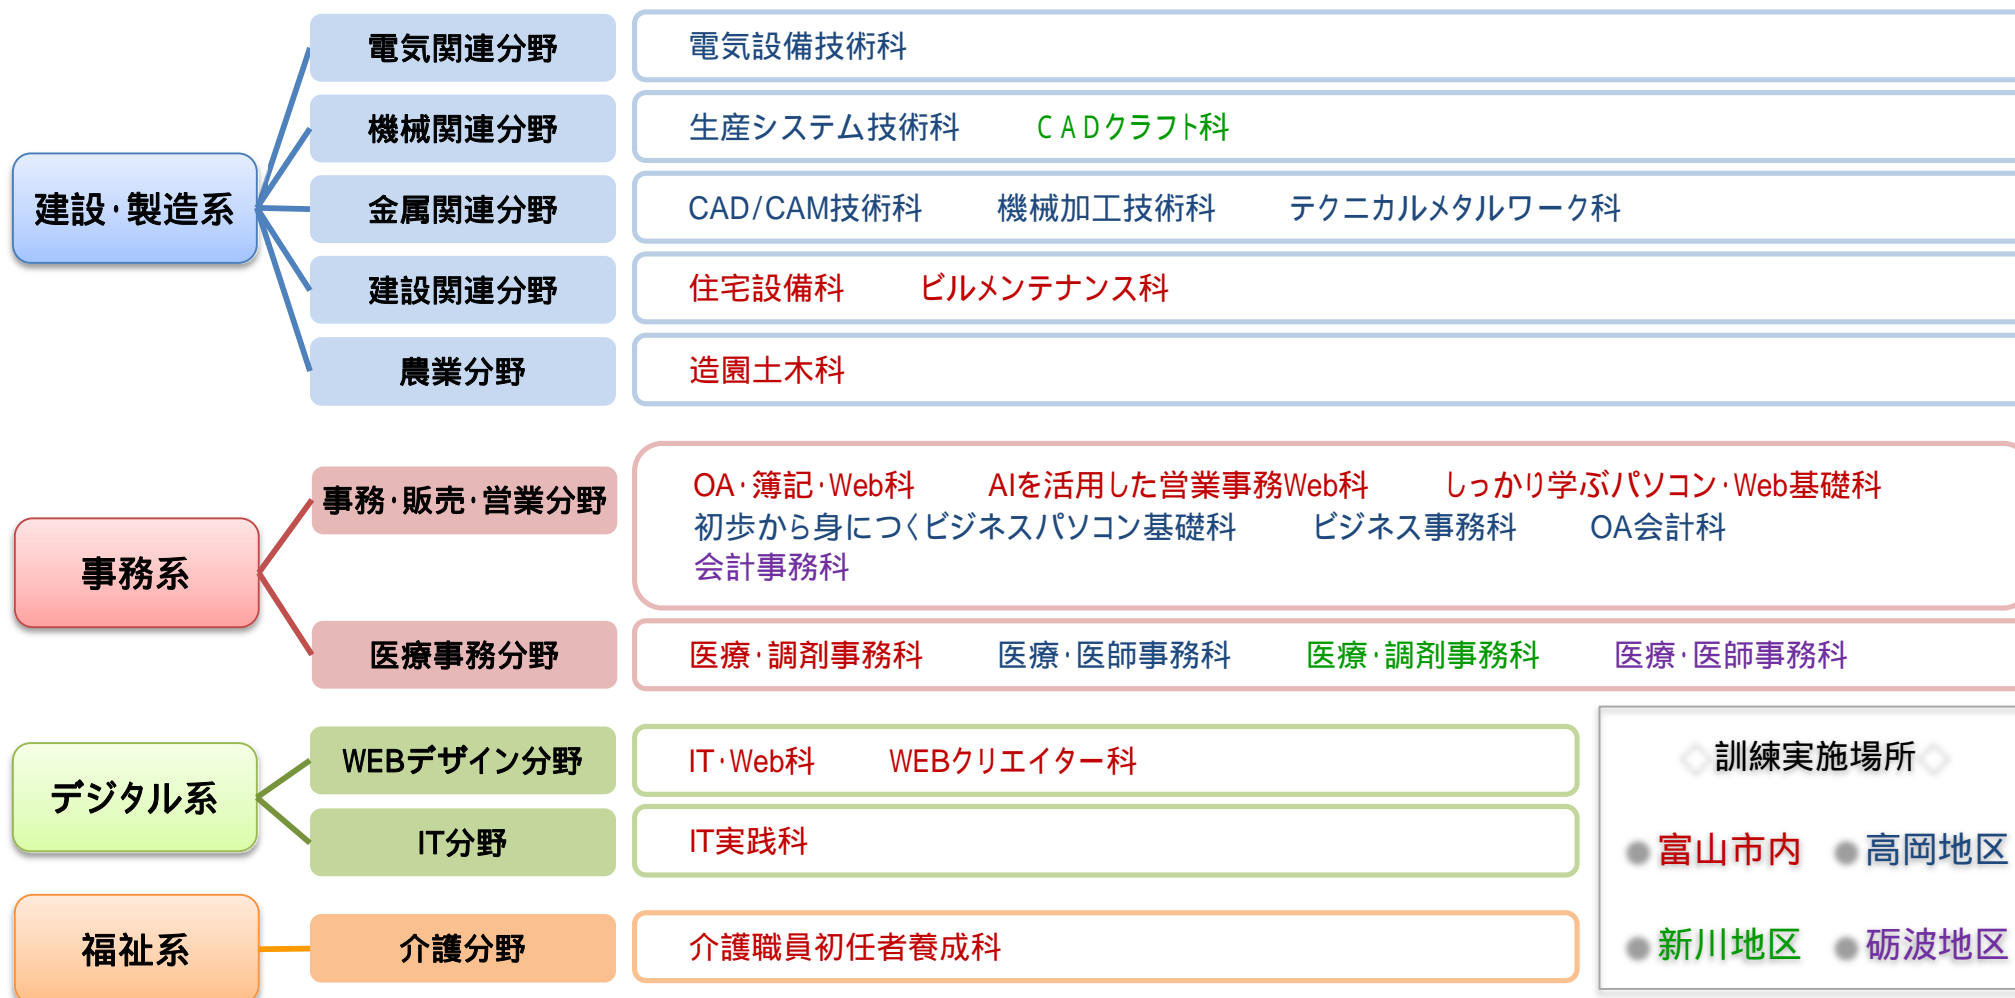 建設・製造系
電気関連分野
電気設備技術科
機械関連分野
生産システム技術科 ＣＡＤクラフト科
金属関連分野
CAD/CAM技術科 機械加工技術科 テクニカルメタルワーク科
建設関連分野
住宅設備科 ビルメンテナンス科
農業分野
造園土木科
事務系
事務・販売・営業分野
OA・簿記・Web科 AIを活用した営業事務Web科 しっかり学ぶパソコン・Web基礎科
初歩から身につくビジネスパソコン基礎科 ビジネス事務科 OA会計科
会計事務科
医療事務分野
医療・調剤事務科 医療・医師事務科 医療・調剤事務科 医療・医師事務科
デジタル系
WEBデザイン分野
IT・Web科 WEBクリエイター科
IT分野
IT実践科
福祉系
介護分野
介護職員初任者養成科
◇訓練実施場所◇
●富山市内 ●高岡地区
●新川地区 ●砺波地区